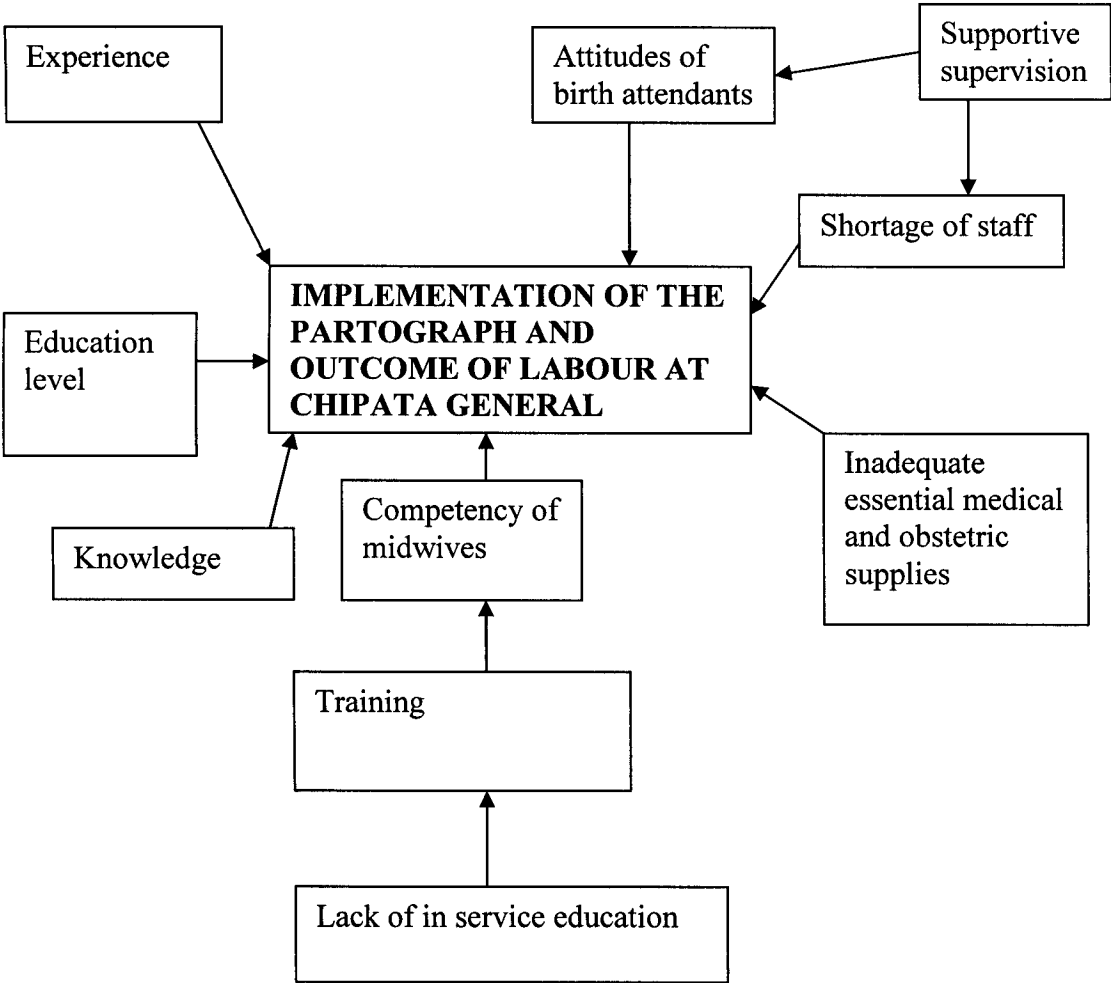 Experience
Attitudes of
birth attendants
Supportive
supervision
Shortage of staff
IMPLEMENTATION OF THE
PARTOGRAPH AND
OUTCOME OF LABOUR AT
CHIPATA GENERAL
Education
level
Inadequate
essential medical
and obstetric
supplies
Competency of
midwives
Knowledge
Training
Lack of in service education